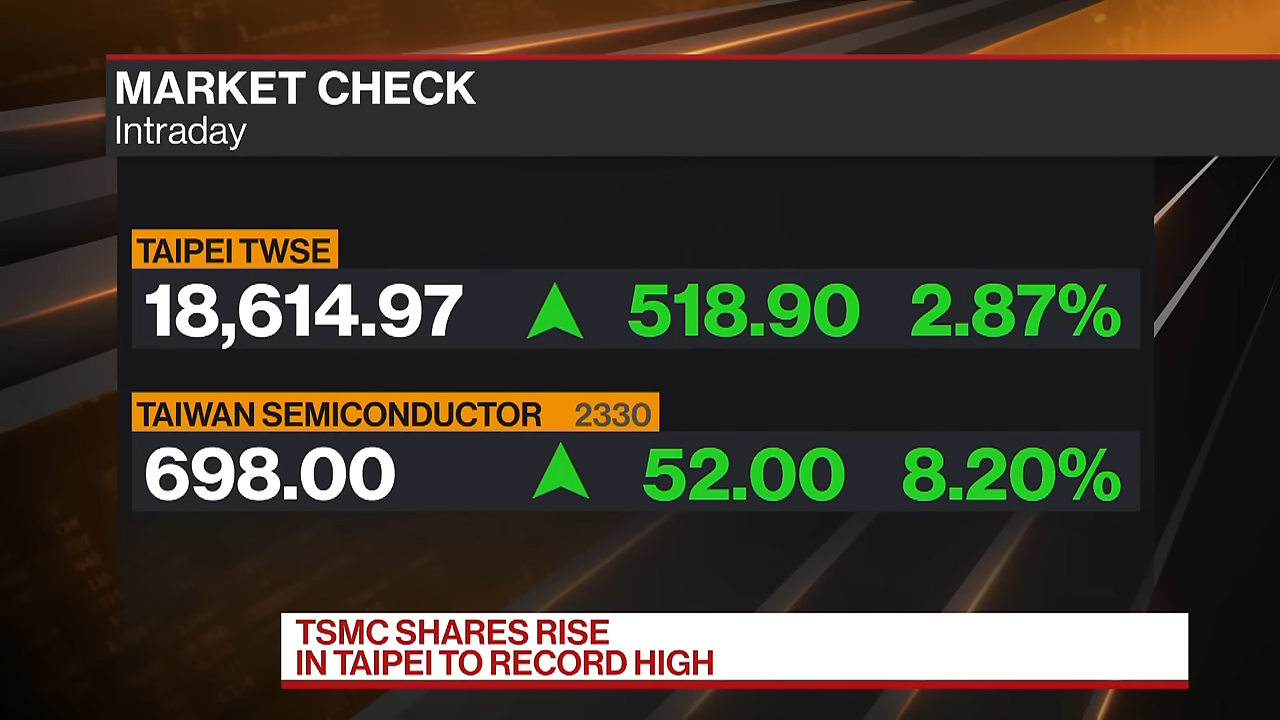 MARKET CHECK
Intraday
TAIPEI TWSE
18,614.97 ▲ 518.90 2.87%
TAIWAN SEMICONDUCTOR 2330
698.00 ▲ 52.00 8.20%
TSMC SHARES RISE
IN TAIPEI TO RECORD HIGH